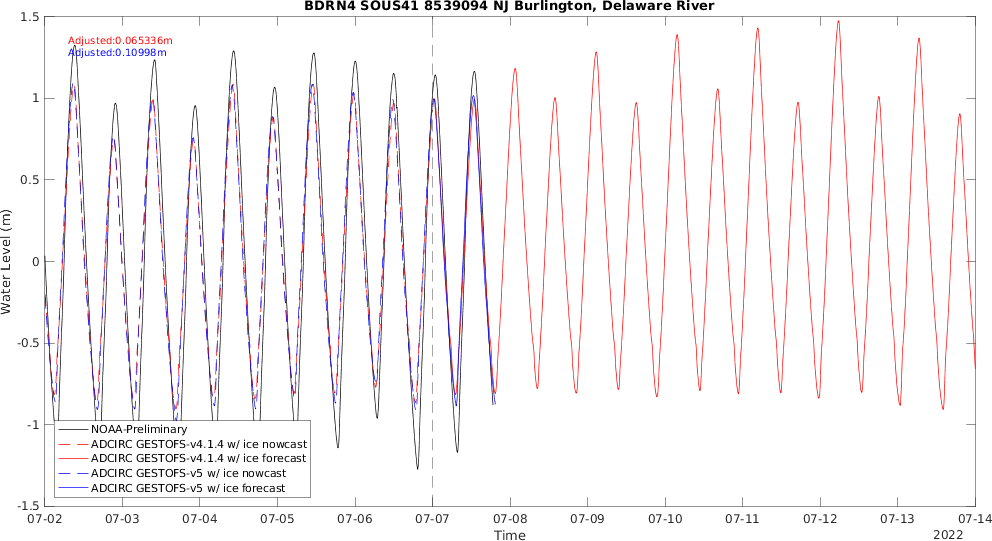 BDRN4 SOUS41 8539094 NJ Burlington, Delaware River
Adjusted:0.065336m
Adjusted:0.10998m
1.5
1
0.5
0
-0.5
-1
-1.5
Water Level (m)
NOAA-Preliminary
ADCIRC GESTOFS-v4.1.4 w/ ice nowcast
ADCIRC GESTOFS-v4.1.4 w/ ice forecast
ADCIRC GESTOFS-v5 w/ ice nowcast
ADCIRC GESTOFS-v5 w/ ice forecast
07-02 07-03 07-04 07-05 07-06 07-07 07-08 07-09 07-10 07-11 07-12 07-13 07-14
Time
2022